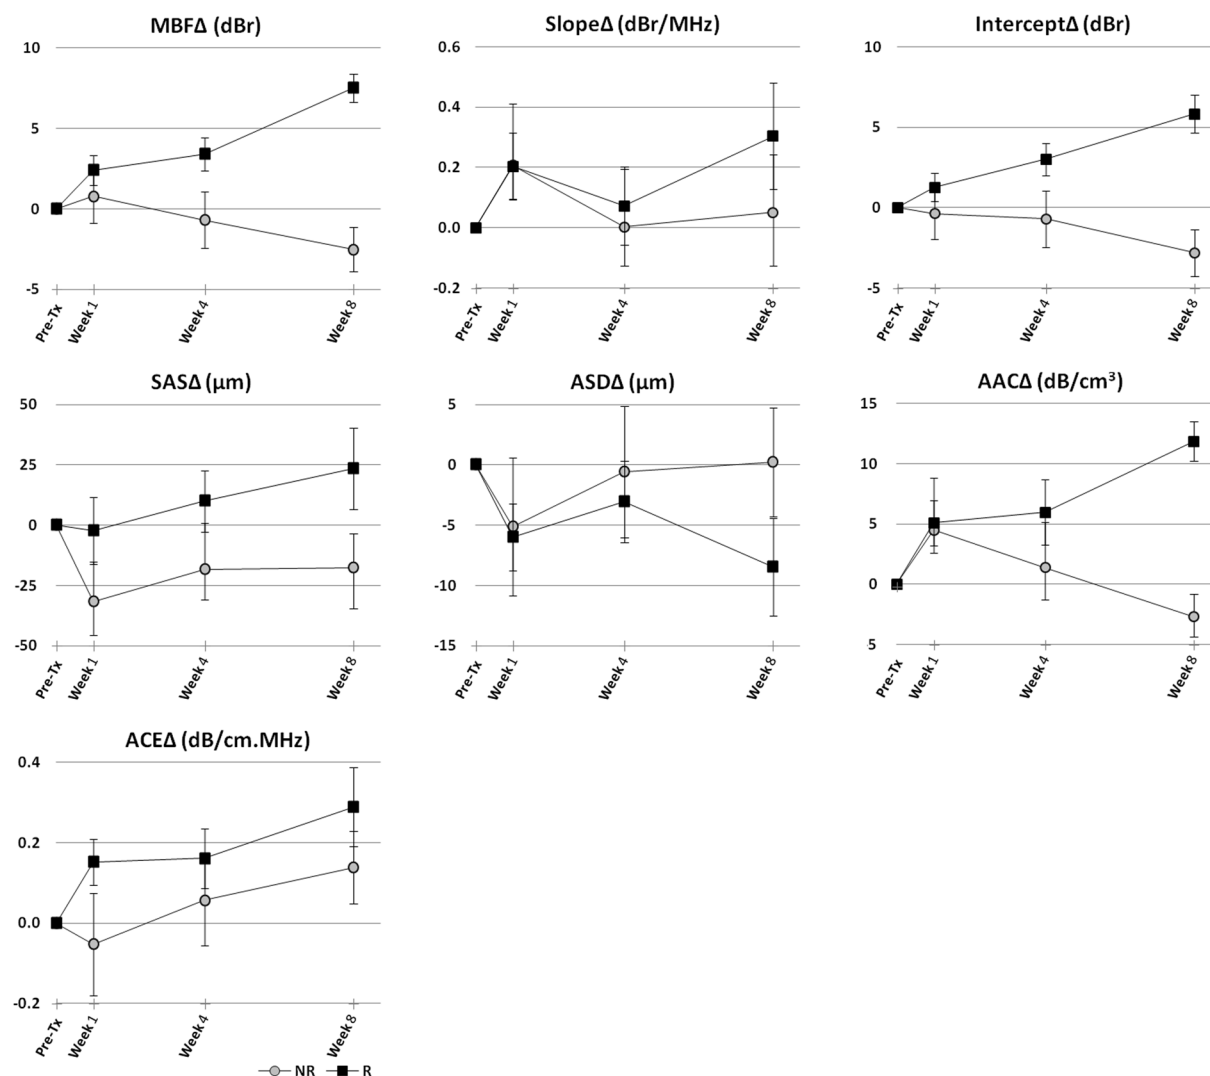 MBFΔ (dBr)
10
5
0
-5
Pre-Tx
Week 1
Week 4
Week 8
SlopeΔ (dBr/MHz)
0.6
0.4
0.2
0.0
-0.2
Pre-Tx
Week 1
Week 4
Week 8
InterceptΔ (dBr)
10
5
0
-5
Pre-Tx
Week 1
Week 4
Week 8
SASΔ (μm)
50
25
0
-25
-50
Pre-Tx
Week 1
Week 4
Week 8
ASDΔ (μm)
5
0
-5
-10
-15
Pre-Tx
Week 1
Week 4
Week 8
AACΔ (dB/cm³)
15
10
5
0
5
Pre-Tx
Week 1
Week 4
Week 8
ACEΔ (dB/cm.MHz)
0.4
0.2
0.0
-0.2
Pre-Tx
Week 1
Week 4
Week 8
NR R